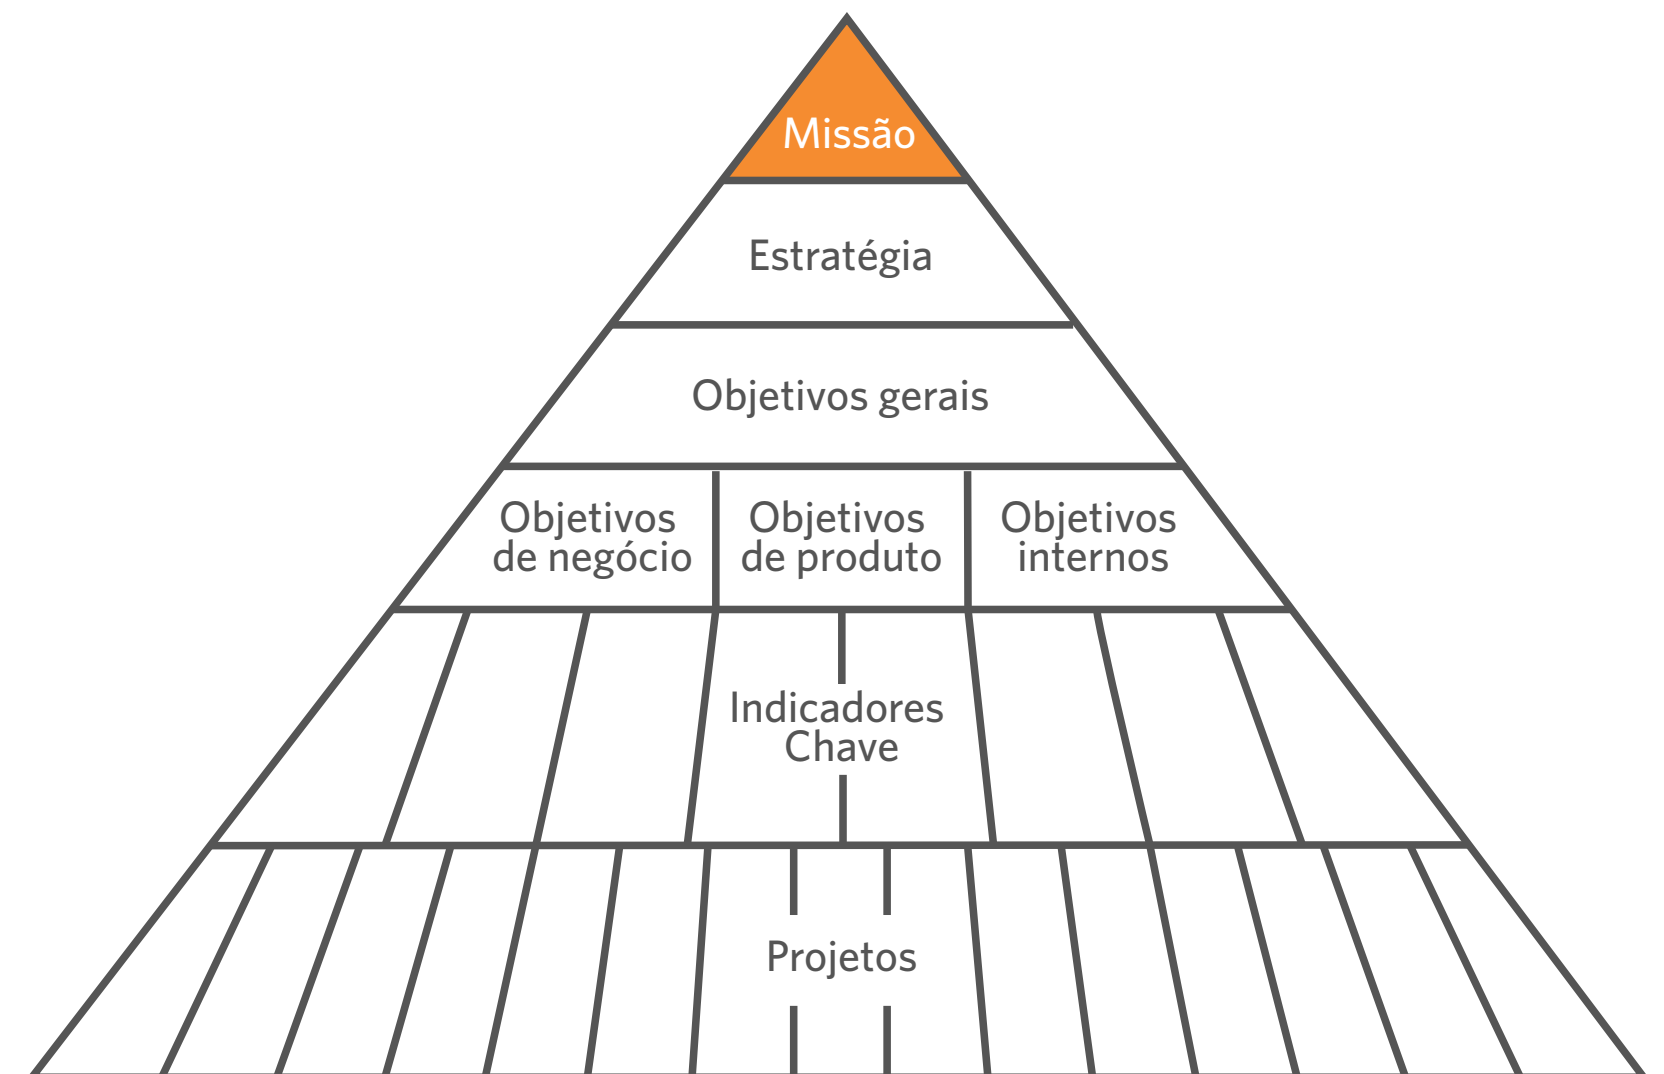 Missão
Estratégia
Objetivos gerais
Objetivos
de negócio
Objetivos
de produto
Objetivos
internos
Indicadores
Chave
Projetos